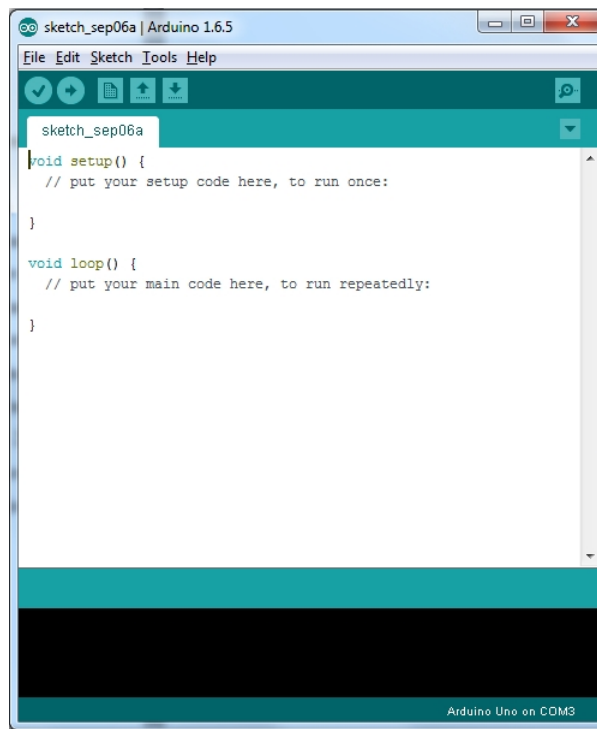 sketch_sep06a | Arduino 1.6.5
File Edit Sketch Tools Help
sketch_sep06a
void setup() {
  // put your setup code here, to run once:

}

void loop() {
  // put your main code here, to run repeatedly:

}
Arduino Uno on COM3